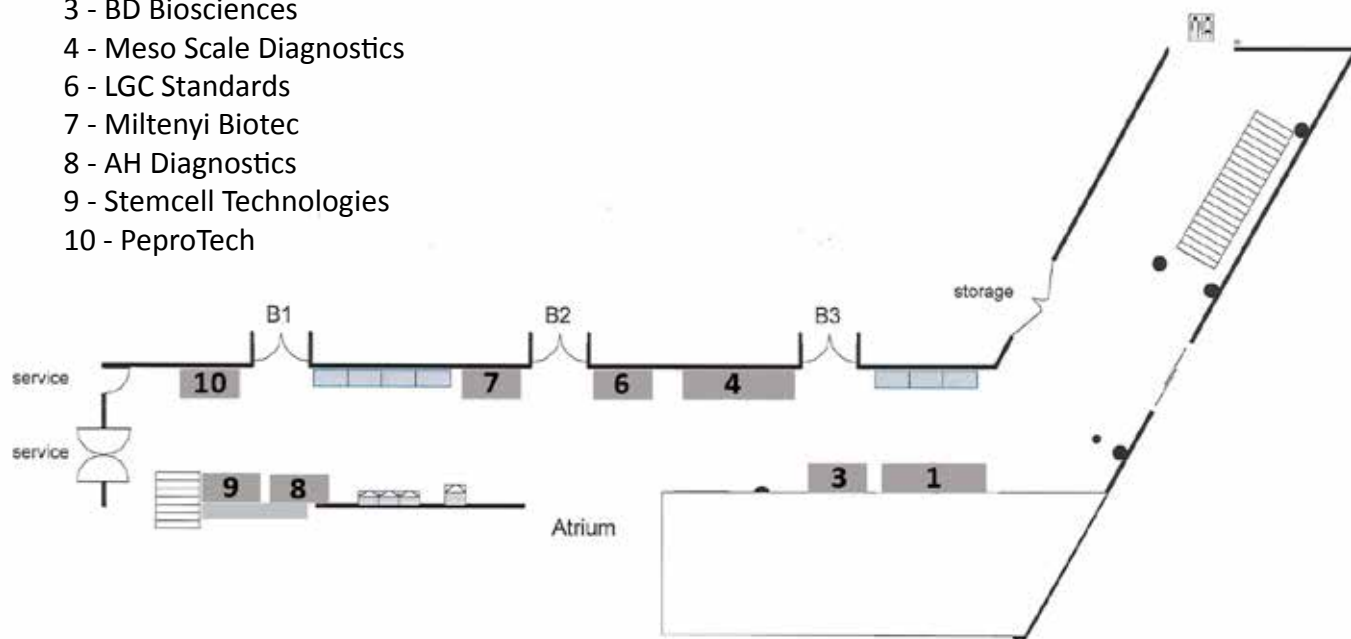 3 - BD Biosciences
4 - Meso Scale Diagnostics
6 - LGC Standards
7 - Miltenyi Biotec
8 - AH Diagnostics
9 - Stemcell Technologies
10 - PeproTech
storage
B1
B2
B3
service
10
7
6
4
service
9
8
3
1
Atrium